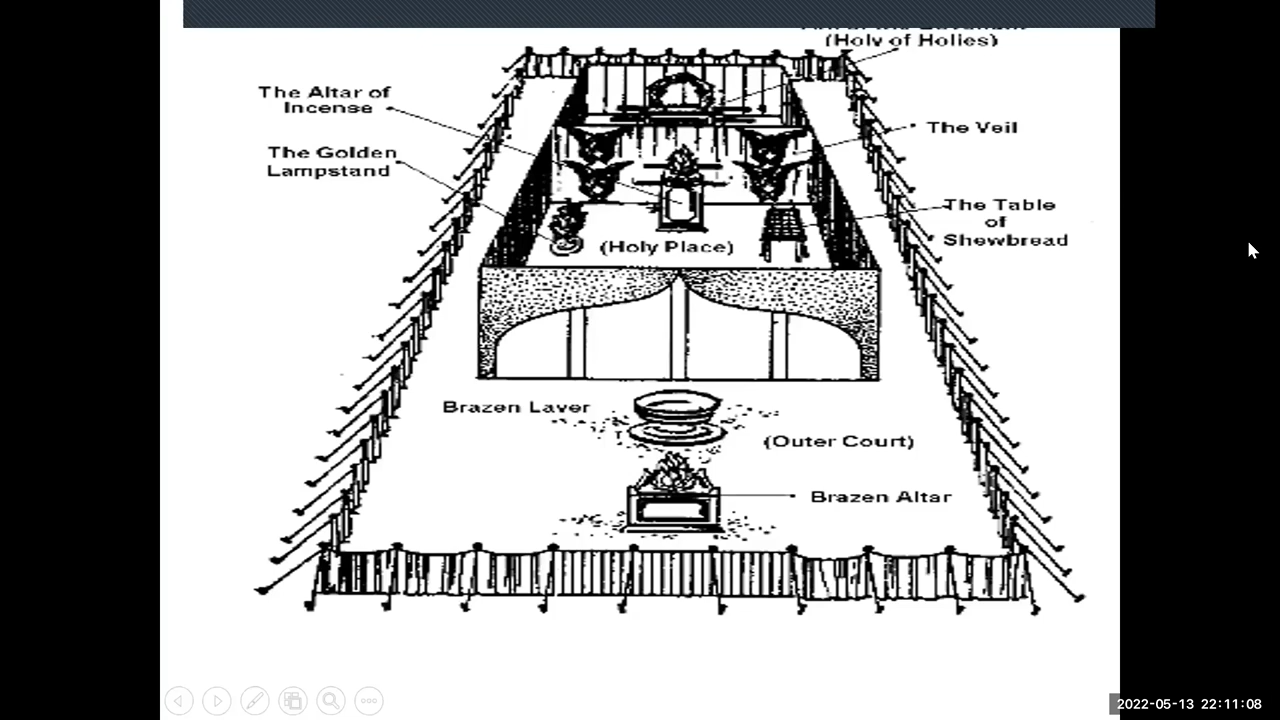 (Holy of Holies)
The Altar of
Incense
The Veil
The Golden
Lampstand
The Table
of
Shewbread
(Holy Place)
Brazen Laver
(Outer Court)
Brazen Altar
2022-05-13 22:11:08